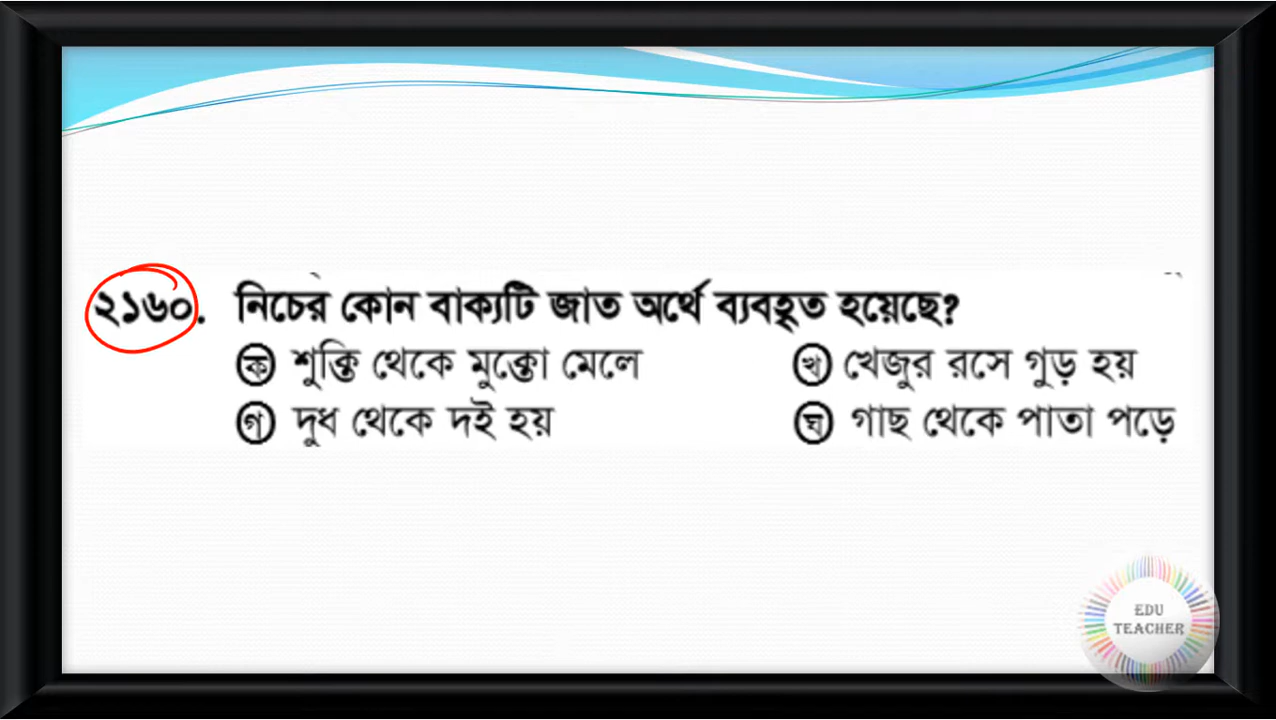 ২১৬০. নিচের কোন বাক্যটি জাত অর্থে ব্যবহৃত হয়েছে?
ক শুক্তি থেকে মুক্তো মেলে খ খেজুর রসে গুড় হয়
গ দুধ থেকে দই হয় ঘ গাছ থেকে পাতা পড়ে
EDU
TEACHER